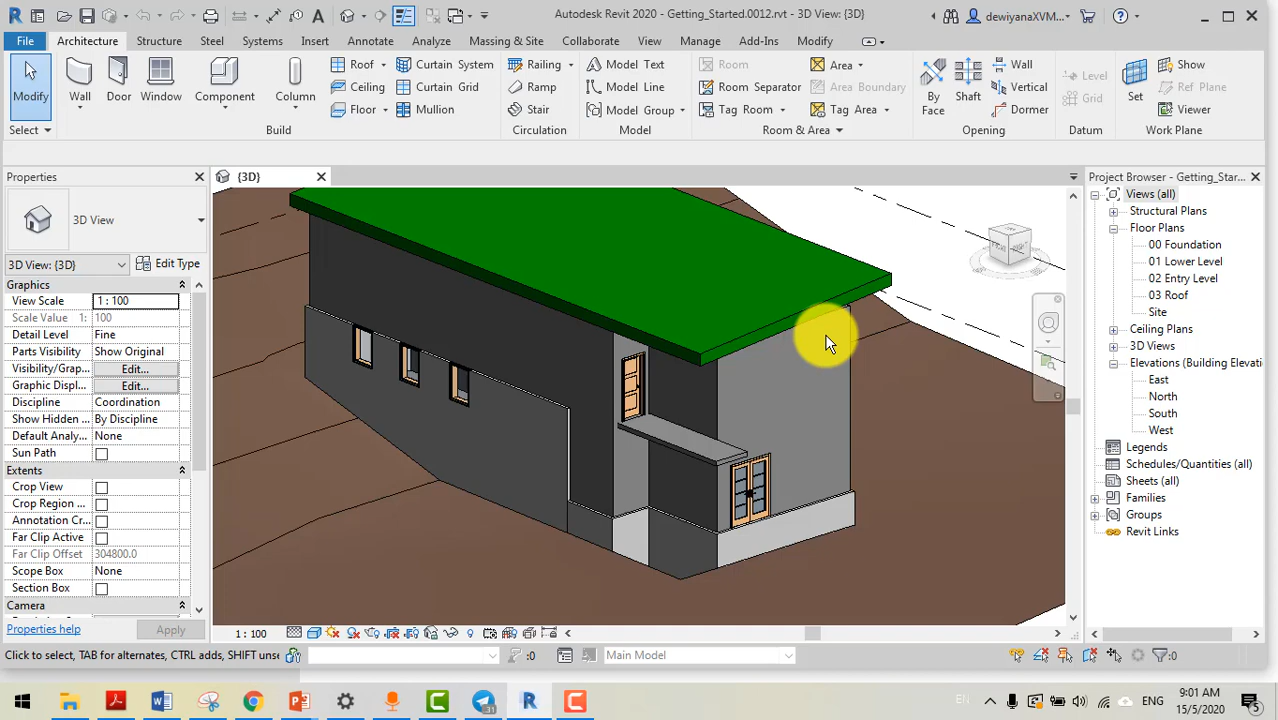 Autodesk Revit 2020 - Getting_Started.0012.rvt - 3D View: {3D}
dewiyanaXVM...
File Architecture Structure Steel Systems Insert Annotate Analyze Massing & Site Collaborate View Manage Add-Ins Modify
Modify
Wall
Door
Window
Component
Column
Roof
Ceiling
Floor
Curtain System
Curtain Grid
Mullion
Railing
Ramp
Stair
Model Text
Model Line
Model Group
Room
Room Separator
Tag Room
Area
Area Boundary
Tag Area
By Face
Shaft
Wall
Vertical
Dormer
Level
Grid
Set
Show
Ref Plane
Viewer
Select Build Circulation Model Room & Area Opening Datum Work Plane
Properties
3D View
3D View: {3D}
Edit Type
Graphics
View Scale 1 : 100
Scale Value 1: 100
Detail Level Fine
Parts Visibility Show Original
Visibility/Grap... Edit...
Graphic Displ... Edit...
Discipline Coordination
Show Hidden ... By Discipline
Default Analy... None
Sun Path
Extents
Crop View
Crop Region ...
Annotation Cr...
Far Clip Active
Far Clip Offset 304800.0
Scope Box None
Section Box
Camera
Properties help
Apply
{3D}
1 : 100
Project Browser - Getting_Star...
Views (all)
Structural Plans
Floor Plans
00 Foundation
01 Lower Level
02 Entry Level
03 Roof
Site
Ceiling Plans
3D Views
Elevations (Building Elevati
East
North
South
West
Legends
Schedules/Quantities (all)
Sheets (all)
Families
Groups
Revit Links
Click to select, TAB for alternates, CTRL adds, SHIFT unse
:0
Main Model
:0
31
EN
ENG
9:01 AM
15/5/2020
5